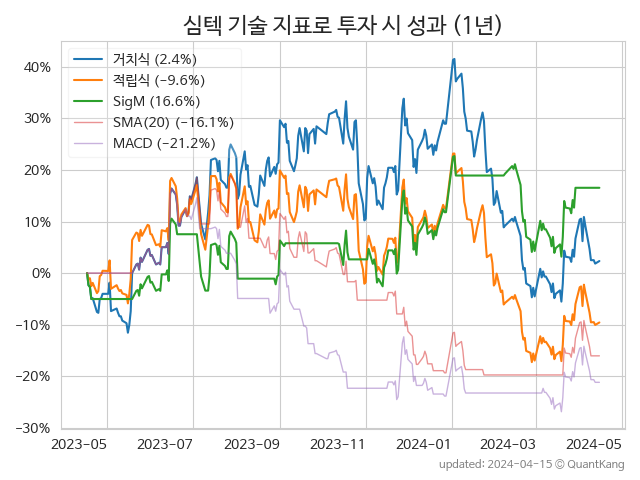 심텍 기술 지표로 투자 시 성과 (1년)
거치식 (2.4%)
적립식 (−9.6%)
SigM (16.6%)
SMA(20) (−16.1%)
MACD (−21.2%)
40%
30%
20%
10%
0%
−10%
−20%
−30%
2023-05 2023-07 2023-09 2023-11 2024-01 2024-03 2024-05
updated: 2024-04-15 © QuantKang